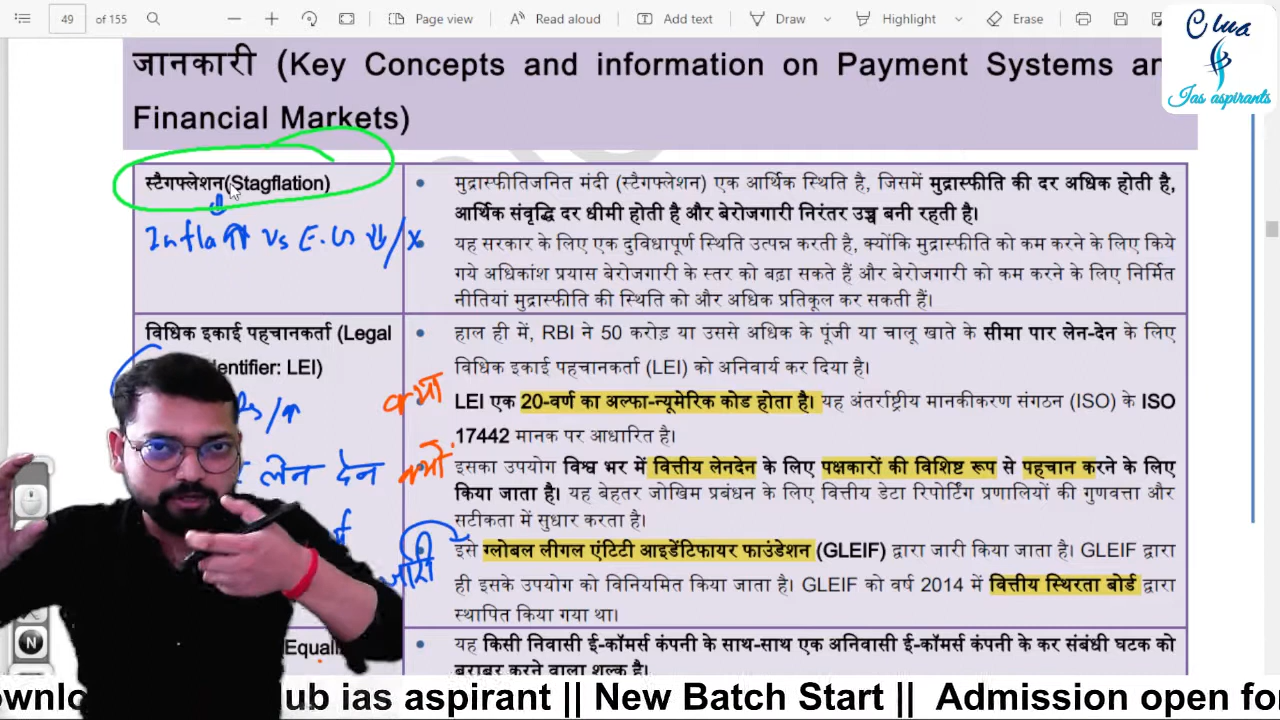 49 of 155
Page view
Read aloud
Add text
Draw
Highlight
Erase
Clua
Ias aspirants
जानकारी (Key Concepts and information on Payment Systems an
Financial Markets)
स्टैगफ्लेशन(Stagflation)
Infla vs E.G /x
मुद्रास्फीतिजनित मंदी (स्टैगफ्लेशन) एक आर्थिक स्थिति है, जिसमें मुद्रास्फीति की दर अधिक होती है,
आर्थिक संवृद्धि दर धीमी होती है और बेरोजगारी निरंतर उच्च बनी रहती है।
यह सरकार के लिए एक दुविधापूर्ण स्थिति उत्पन्न करती है, क्योंकि मुद्रास्फीति को कम करने के लिए किये
गये अधिकांश प्रयास बेरोजगारी के स्तर को बढ़ा सकते हैं और बेरोजगारी को कम करने के लिए निर्मित
नीतियां मुद्रास्फीति की स्थिति को और अधिक प्रतिकूल कर सकती हैं।
विधिक इकाई पहचानकर्ता (Legal
dentifier: LEI)
लेन देन
हाल ही में, RBI ने 50 करोड़ या उससे अधिक के पूंजी या चालू खाते के सीमा पार लेन-देन के लिए
विधिक इकाई पहचानकर्ता (LEI) को अनिवार्य कर दिया है।
क्या
LEI एक 20-वर्ण का अल्फा-न्यूमेरिक कोड होता है। यह अंतर्राष्ट्रीय मानकीकरण संगठन (ISO) के ISO
17442 मानक पर आधारित है।
क्यों
इसका उपयोग विश्व भर में वित्तीय लेनदेन के लिए पक्षकारों की विशिष्ट रूप से पहचान करने के लिए
किया जाता है। यह बेहतर जोखिम प्रबंधन के लिए वित्तीय डेटा रिपोर्टिंग प्रणालियों की गुणवत्ता और
सटीकता में सुधार करता है।
जारी
इसे ग्लोबल लीगल एंटिटी आइडेंटिफायर फाउंडेशन (GLEIF) द्वारा जारी किया जाता है। GLEIF द्वारा
ही इसके उपयोग को विनियमित किया जाता है। GLEIF को वर्ष 2014 में वित्तीय स्थिरता बोर्ड द्वारा
स्थापित किया गया था।
Equali
यह किसी निवासी ई-कॉमर्स कंपनी के साथ-साथ एक अनिवासी ई-कॉमर्स कंपनी के कर संबंधी घटक को
बराबर करने वाला शुल्क है।
N
ownlo lub ias aspirant || New Batch Start || Admission open for